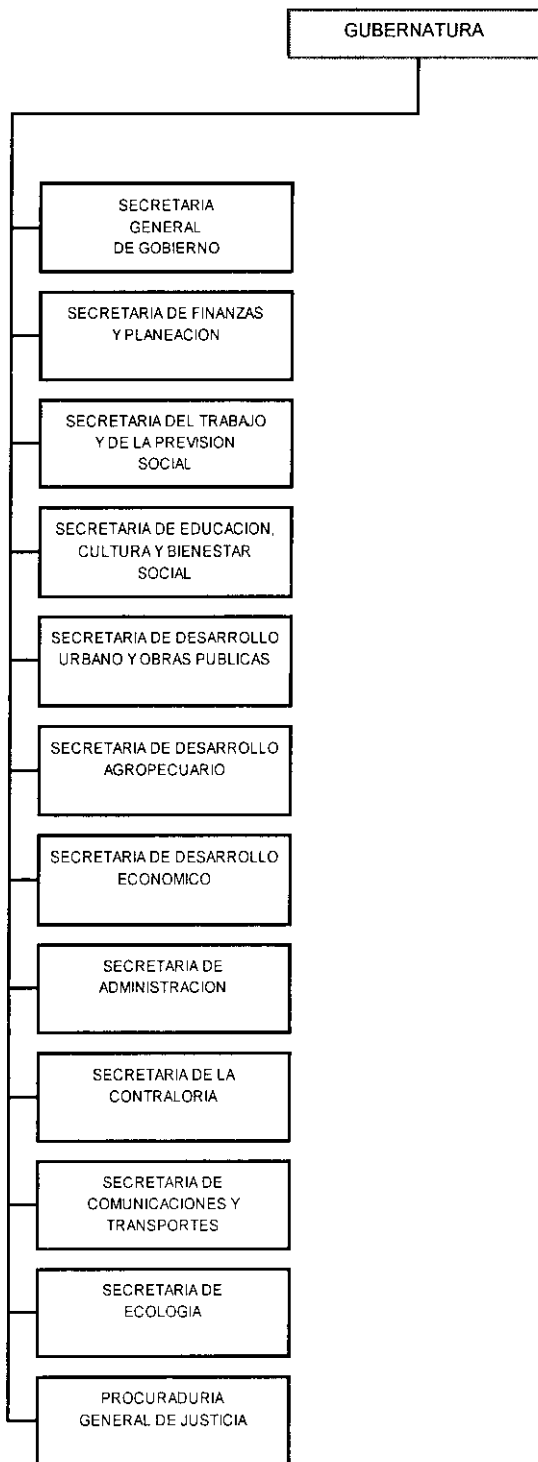 GUBERNATURA
SECRETARIA
GENERAL
DE GOBIERNO
SECRETARIA DE FINANZAS
Y PLANEACION
SECRETARIA DEL TRABAJO
Y DE LA PREVISION
SOCIAL
SECRETARIA DE EDUCACION,
CULTURA Y BIENESTAR
SOCIAL
SECRETARIA DE DESARROLLO
URBANO Y OBRAS PUBLICAS
SECRETARIA DE DESARROLLO
AGROPECUARIO
SECRETARIA DE DESARROLLO
ECONOMICO
SECRETARIA DE
ADMINISTRACION
SECRETARIA DE LA
CONTRALORIA
SECRETARIA DE
COMUNICACIONES Y
TRANSPORTES
SECRETARIA DE
ECOLOGIA
PROCURADURIA
GENERAL DE JUSTICIA